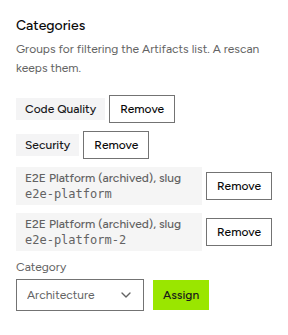 Categories
Groups for filtering the Artifacts list. A rescan
keeps them.
Code Quality Remove
Security Remove
E2E Platform (archived), slug
e2e-platform
Remove
E2E Platform (archived), slug
e2e-platform-2
Remove
Category
Architecture Assign